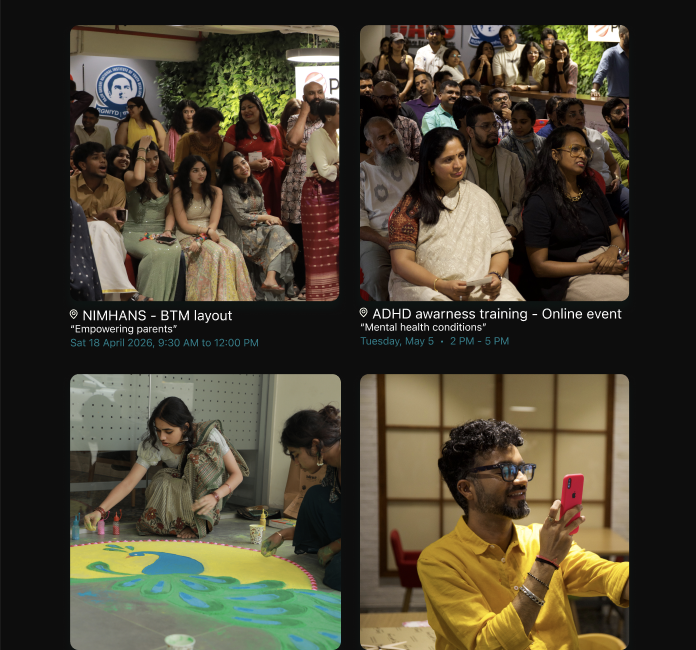 NIMHANS - BTM layout
“Empowering parents”
Sat 18 April 2026, 9:30 AM to 12:00 PM
ADHD awarness training - Online event
“Mental health conditions”
Tuesday, May 5 • 2 PM - 5 PM